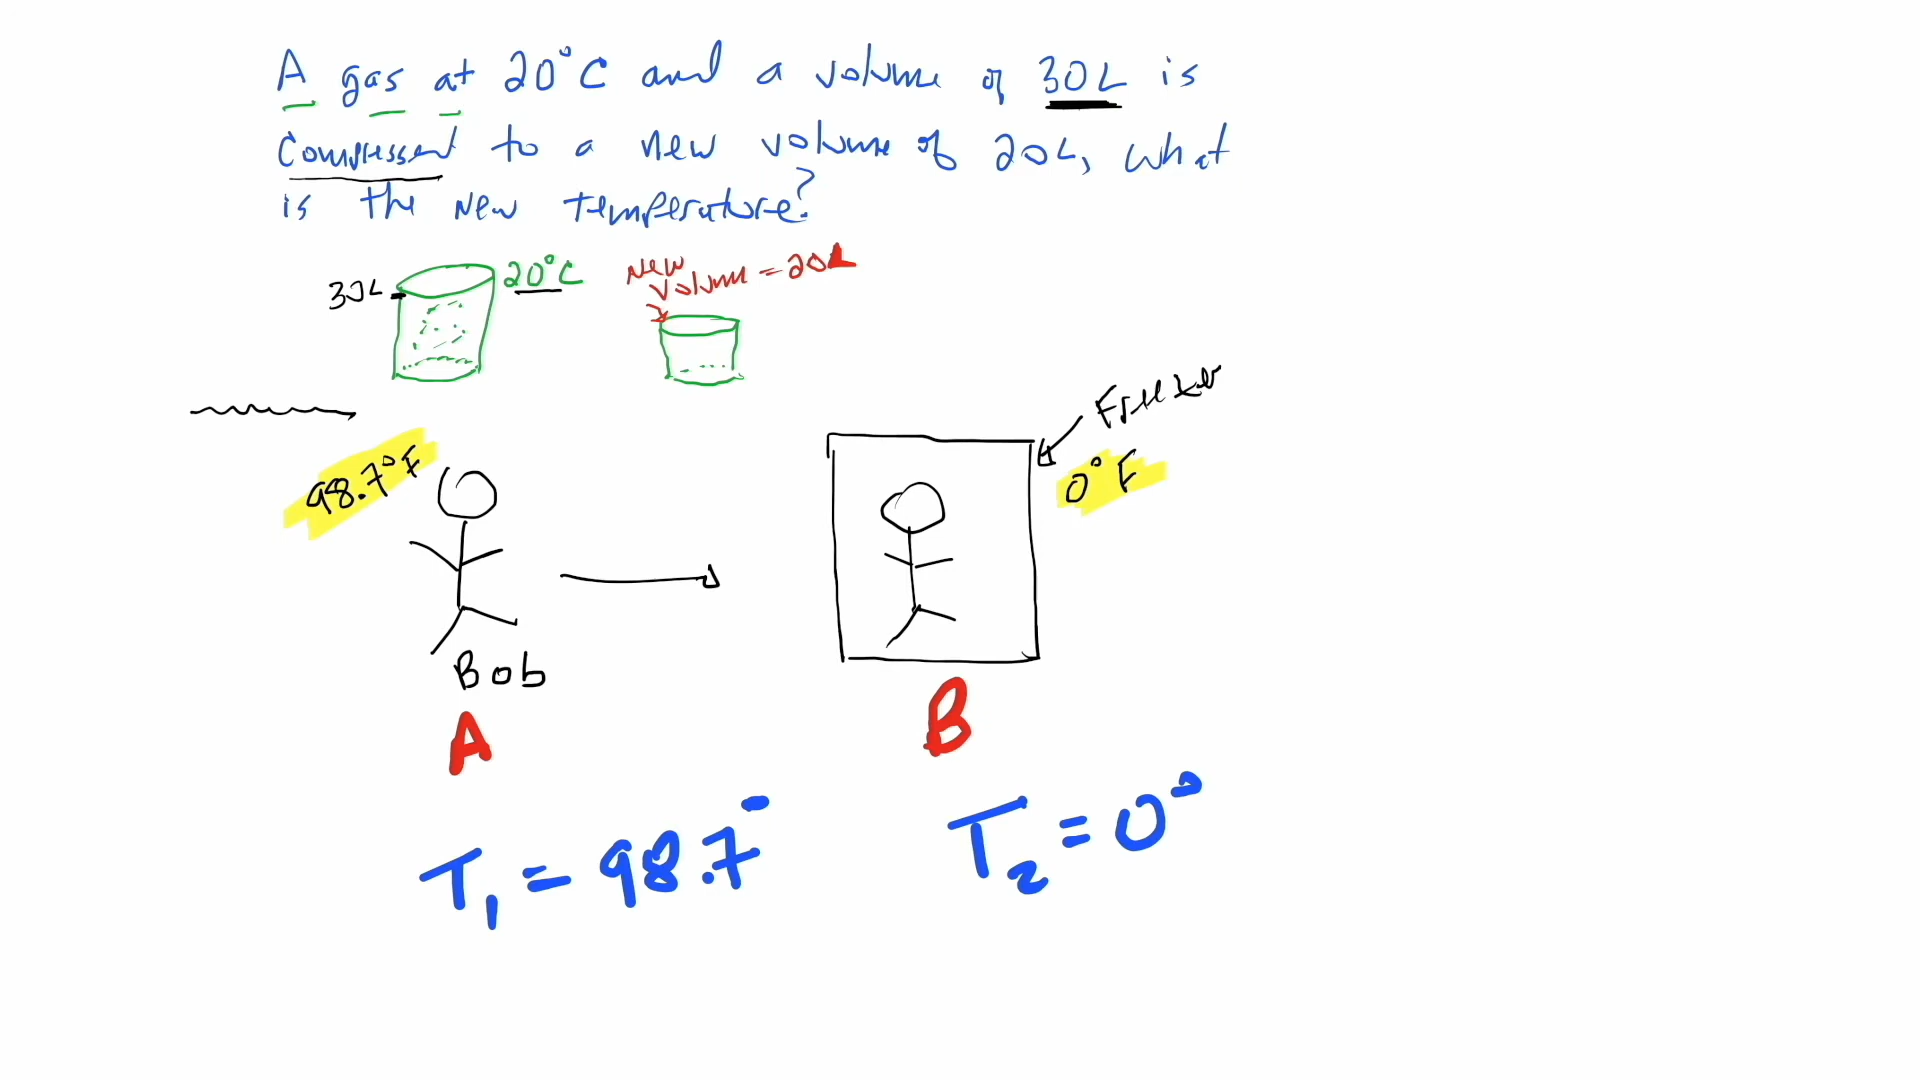 A gas at 20°C and a volume of 30L is
compressed to a new volume of 20L, what
is the new temperature?
30L
20°C
New
volume = 20L
Freezer
98.7°F
0°F
Bob
A
B
T₁ = 98.7°
T₂ = 0°